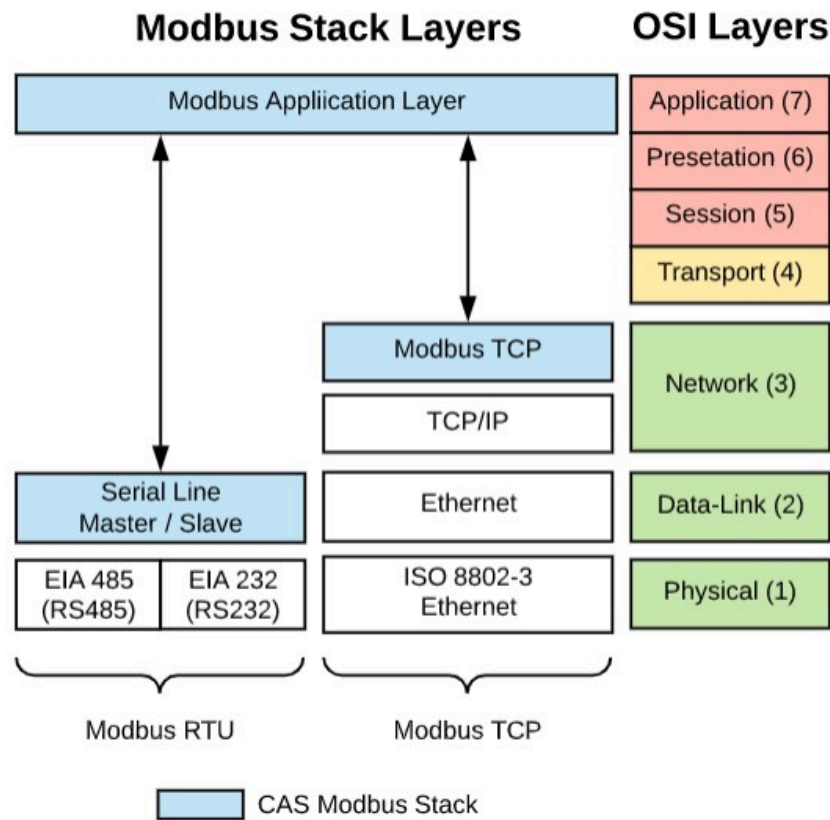 Modbus Stack Layers
OSI Layers
Modbus Appliication Layer
Application (7)
Presetation (6)
Session (5)
Transport (4)
Modbus TCP
Network (3)
TCP/IP
Serial Line
Master / Slave
Ethernet
Data-Link (2)
EIA 485
(RS485)
EIA 232
(RS232)
ISO 8802-3
Ethernet
Physical (1)
Modbus RTU
Modbus TCP
CAS Modbus Stack